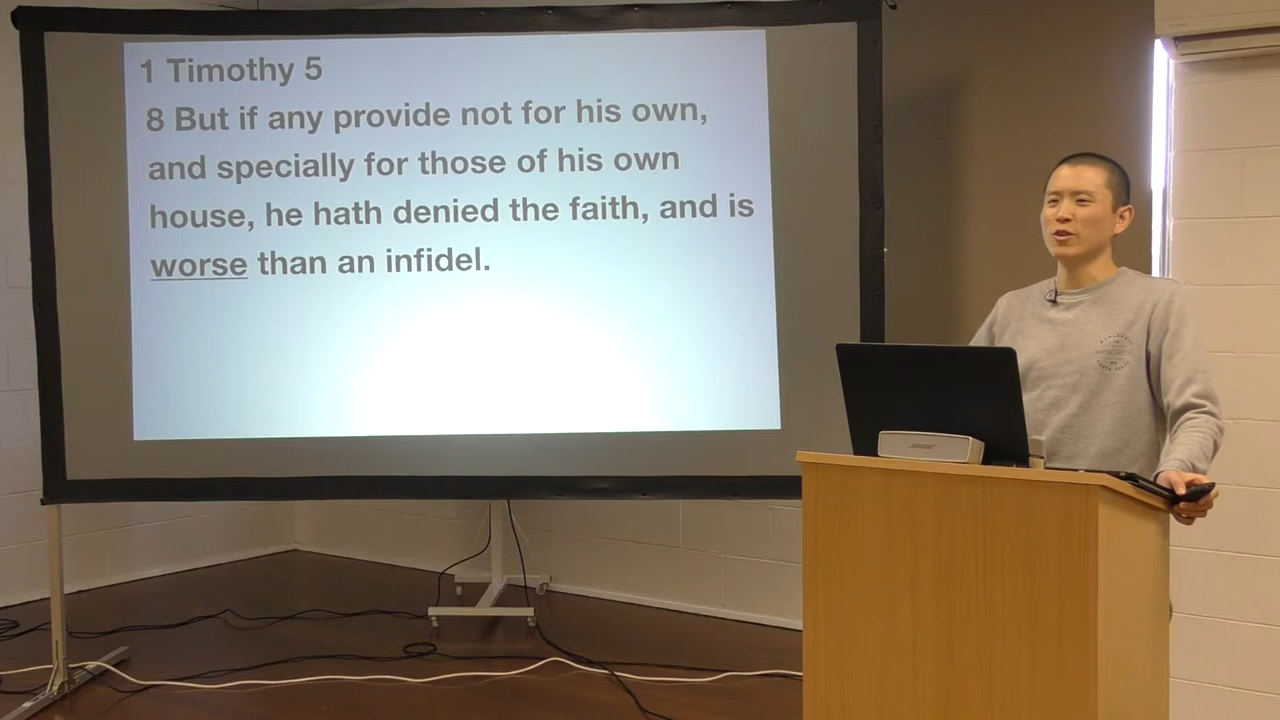 1 Timothy 5
8 But if any provide not for his own,
and specially for those of his own
house, he hath denied the faith, and is
worse than an infidel.